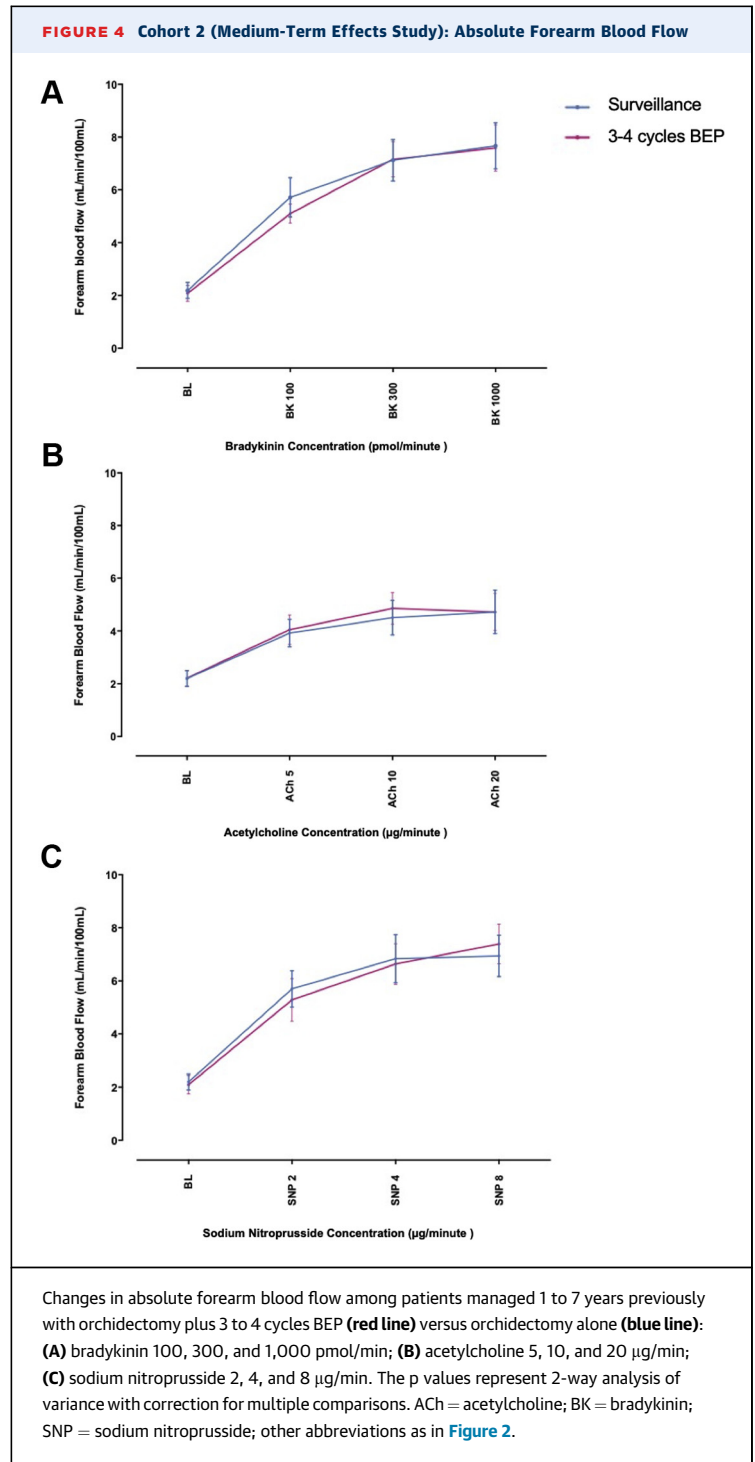 FIGURE 4 Cohort 2 (Medium-Term Effects Study): Absolute Forearm Blood Flow
A
Forearm blood flow (mL/min/100mL)
10
8
6
4
2
0
Surveillance
3-4 cycles BEP
BL
BK 100
BK 300
BK 1000
Bradykinin Concentration (pmol/minute )
B
Forearm Blood Flow (mL/min/100mL)
10
8
6
4
2
0
BL
ACh 5
ACh 10
ACh 20
Acetylcholine Concentration (µg/minute )
C
Forearm Blood Flow (mL/min/100mL)
10
8
6
4
2
0
BL
SNP 2
SNP 4
SNP 8
Sodium Nitroprusside Concentration (µg/minute )
Changes in absolute forearm blood flow among patients managed 1 to 7 years previously
with orchidectomy plus 3 to 4 cycles BEP (red line) versus orchidectomy alone (blue line):
(A) bradykinin 100, 300, and 1,000 pmol/min; (B) acetylcholine 5, 10, and 20 µg/min;
(C) sodium nitroprusside 2, 4, and 8 µg/min. The p values represent 2-way analysis of
variance with correction for multiple comparisons. ACh = acetylcholine; BK = bradykinin;
SNP = sodium nitroprusside; other abbreviations as in Figure 2.